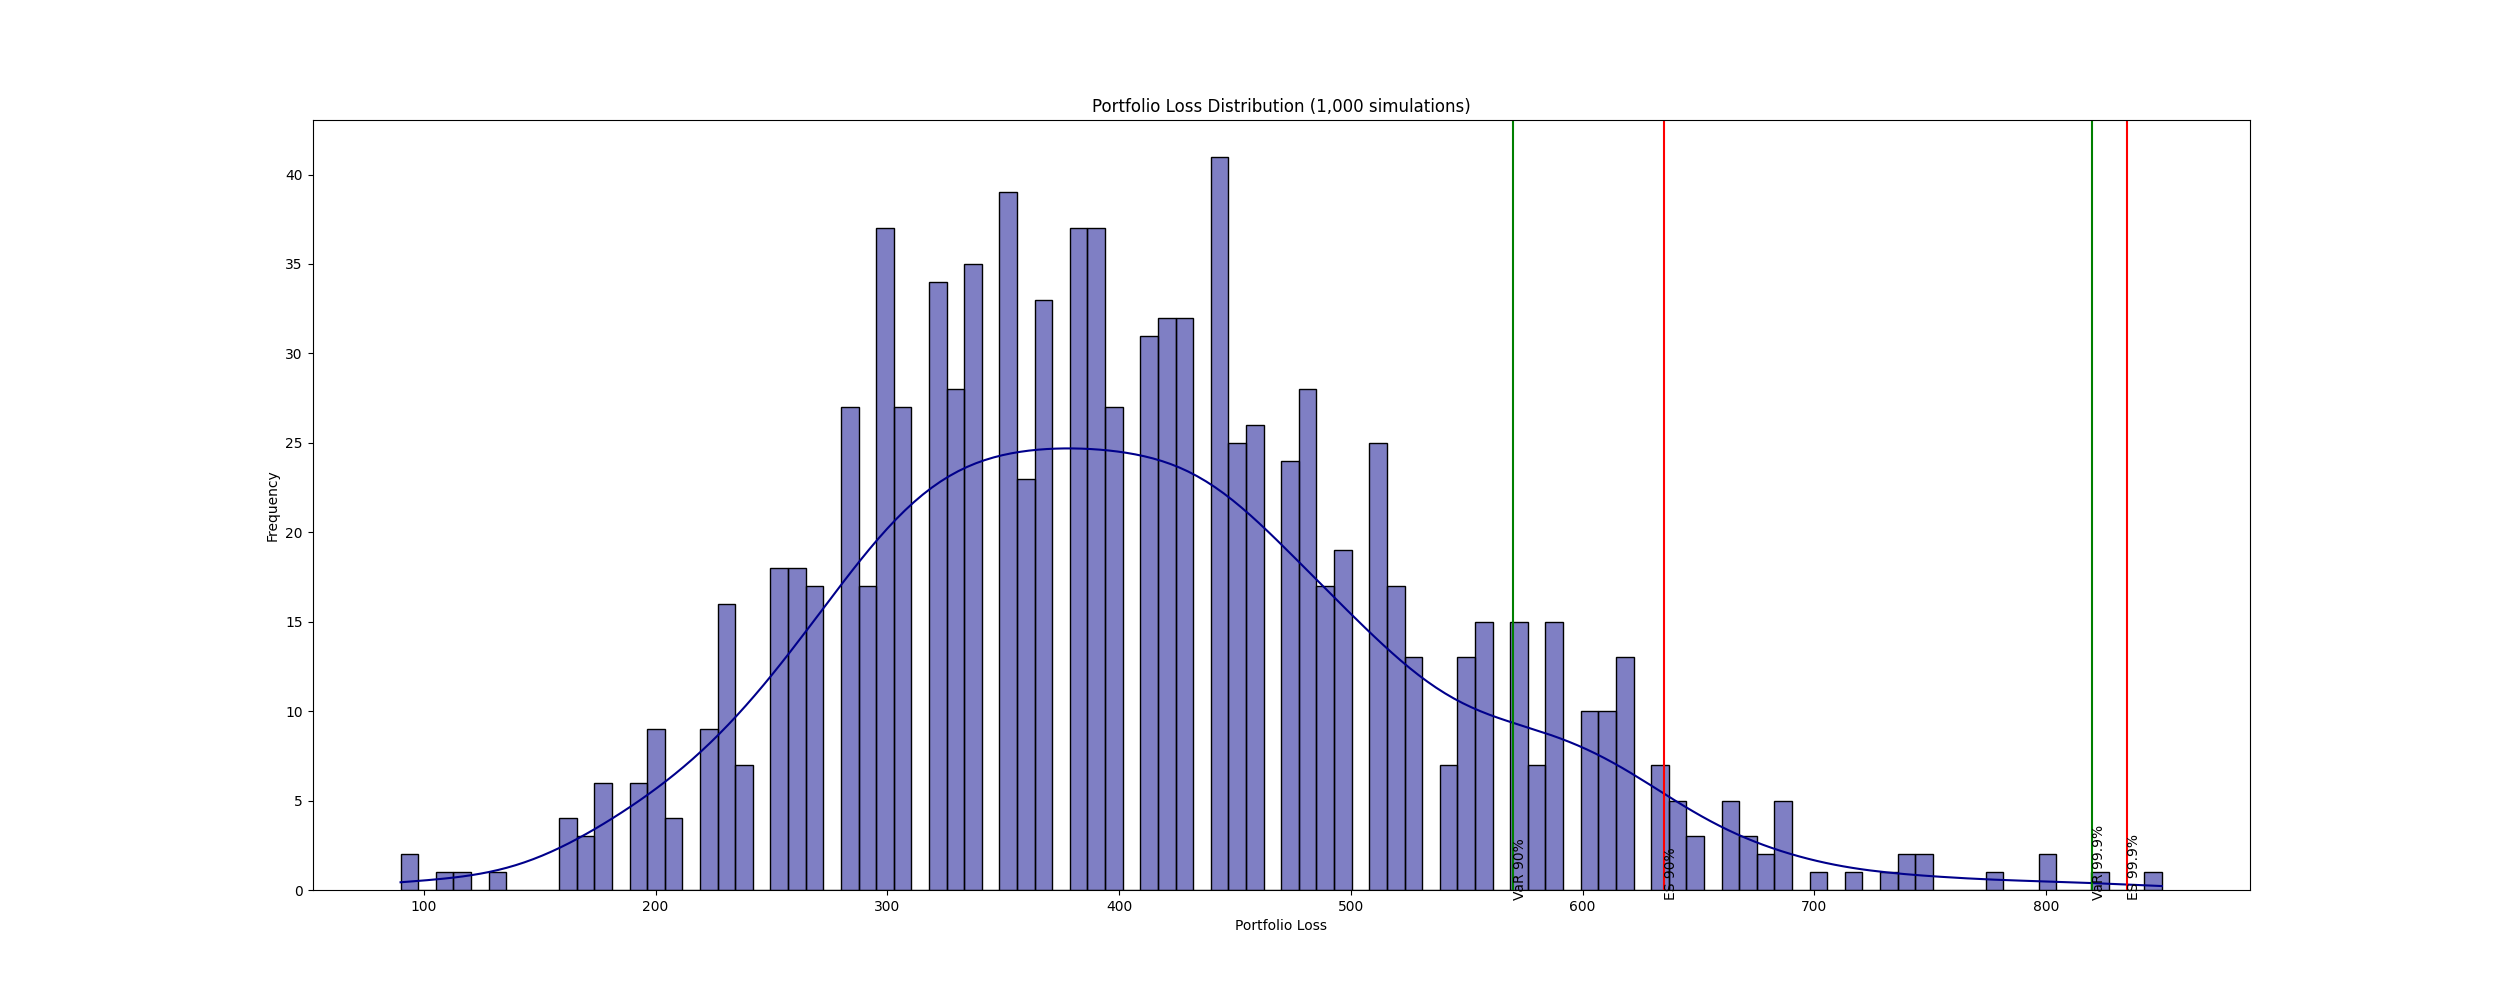 Portfolio Loss Distribution (1,000 simulations)
40
35
30
25
20
15
10
5
0
Frequency
VaR 90%
ES 90%
VaR 99.9%
ES 99.9%
100 200 300 400 500 600 700 800
Portfolio Loss